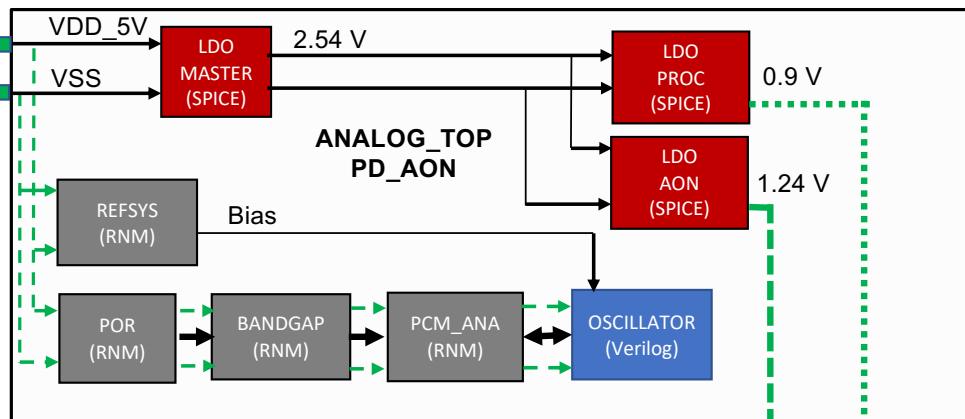 VDD_5V
VSS
LDO
MASTER
(SPICE)
2.54 V
LDO
PROC
(SPICE)
0.9 V
ANALOG_TOP
PD_AON
LDO
AON
(SPICE)
1.24 V
REFSYS
(RNM)
Bias
POR
(RNM)
BANDGAP
(RNM)
PCM_ANA
(RNM)
OSCILLATOR
(Verilog)